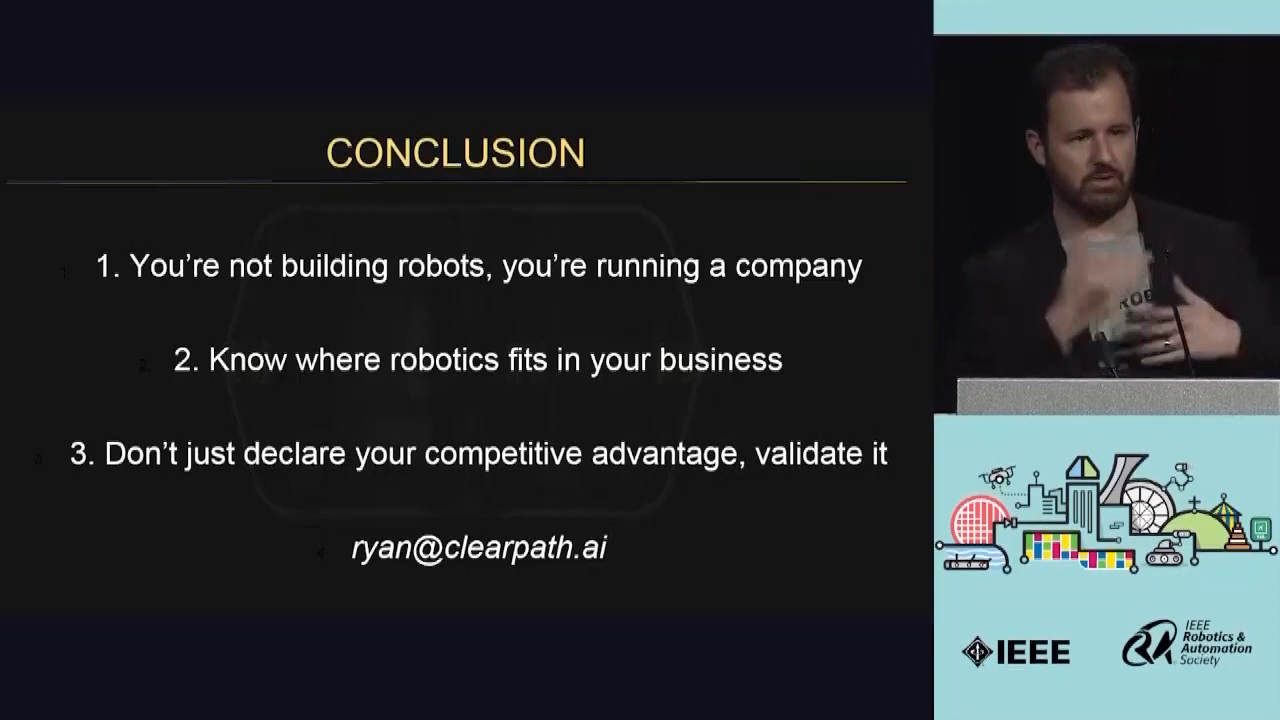 CONCLUSION
1. You're not building robots, you're running a company
2. Know where robotics fits in your business
3. Don't just declare your competitive advantage, validate it
ryan@clearpath.ai
ROB
IEEE
IEEE
Robotics &
Automation
Society